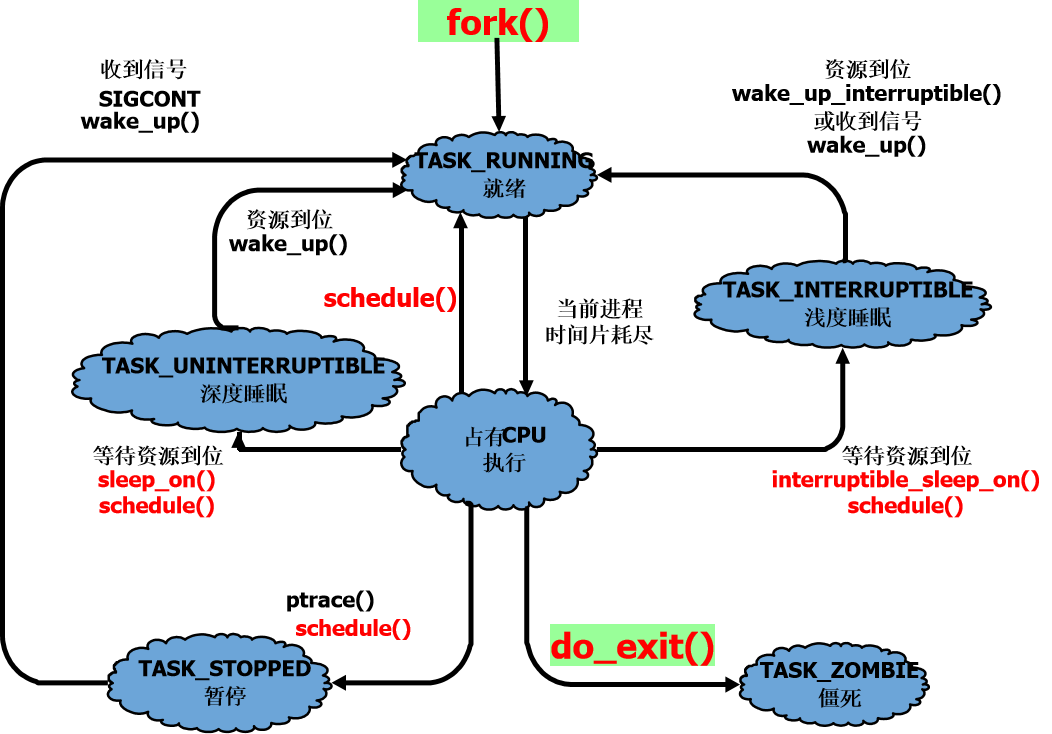 fork()
收到信号
SIGCONT
wake_up()
资源到位
wake_up_interruptible()
或收到信号
wake_up()
TASK_RUNNING
就绪
资源到位
wake_up()
schedule()
当前进程
时间片耗尽
TASK_INTERRUPTIBLE
浅度睡眠
TASK_UNINTERRUPTIBLE
深度睡眠
占有CPU
执行
等待资源到位
sleep_on()
schedule()
等待资源到位
interruptible_sleep_on()
schedule()
ptrace()
schedule()
do_exit()
TASK_STOPPED
暂停
TASK_ZOMBIE
僵死